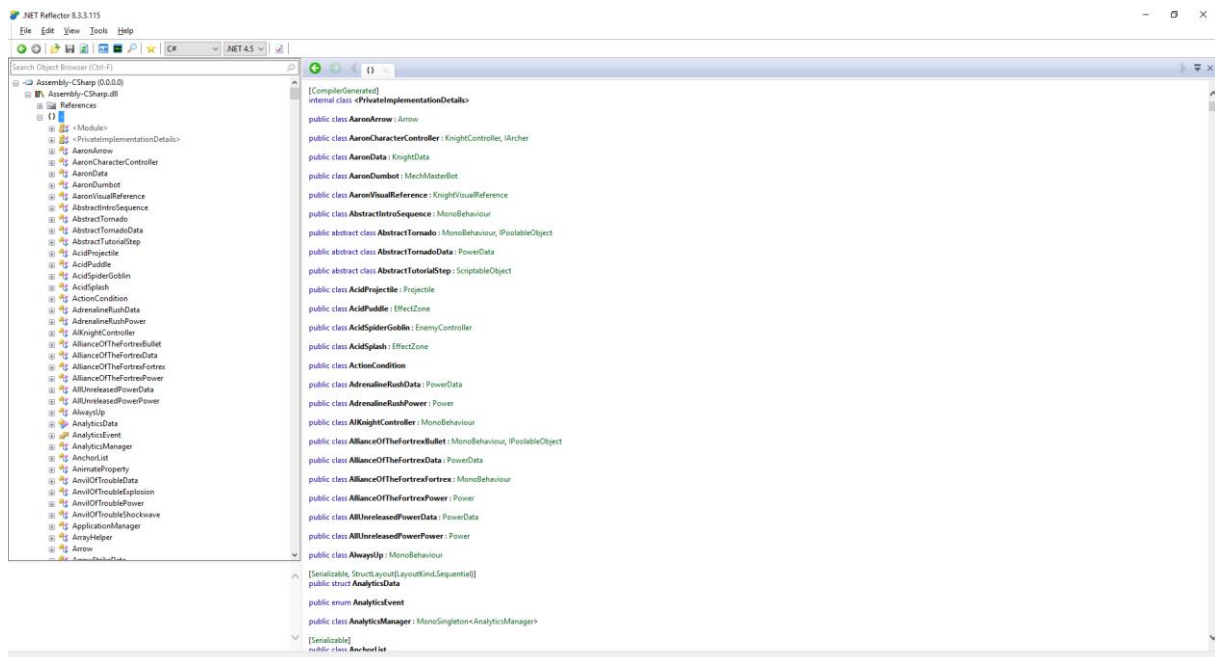 .NET Reflector 8.3.3.115
File Edit View Tools Help
C# .NET 4.5
Search Object Browser (Ctrl-F)
Assembly-CSharp (0.0.0.0)
Assembly-CSharp.dll
References
{} -
<Module>
<PrivateImplementationDetails>
AaronArrow
AaronCharacterController
AaronData
AaronDumbot
AaronVisualReference
AbstractIntroSequence
AbstractTornado
AbstractTornadoData
AbstractTutorialStep
AcidProjectile
AcidPuddle
AcidSpiderGoblin
AcidSplash
ActionCondition
AdrenalineRushData
AdrenalineRushPower
AIKnightController
AllianceOfTheFortrexBullet
AllianceOfTheFortrexData
AllianceOfTheFortrexFortrex
AllianceOfTheFortrexPower
AllUnreleasedPowerData
AllUnreleasedPowerPower
AlwaysUp
AnalyticsData
AnalyticsEvent
AnalyticsManager
AnchorList
AnimateProperty
AnvilOfTroubleData
AnvilOfTroubleExplosion
AnvilOfTroublePower
AnvilOfTroubleShockwave
ApplicationManager
ArrayHelper
Arrow
ArrowStrikeData
{}
[CompilerGenerated]
internal class <PrivateImplementationDetails>
public class AaronArrow : Arrow
public class AaronCharacterController : KnightController, IArcher
public class AaronData : KnightData
public class AaronDumbot : MechMasterBot
public class AaronVisualReference : KnightVisualReference
public class AbstractIntroSequence : MonoBehaviour
public abstract class AbstractTornado : MonoBehaviour, IPoolableObject
public abstract class AbstractTornadoData : PowerData
public abstract class AbstractTutorialStep : ScriptableObject
public class AcidProjectile : Projectile
public class AcidPuddle : EffectZone
public class AcidSpiderGoblin : EnemyController
public class AcidSplash : EffectZone
public class ActionCondition
public class AdrenalineRushData : PowerData
public class AdrenalineRushPower : Power
public class AIKnightController : MonoBehaviour
public class AllianceOfTheFortrexBullet : MonoBehaviour, IPoolableObject
public class AllianceOfTheFortrexData : PowerData
public class AllianceOfTheFortrexFortrex : MonoBehaviour
public class AllianceOfTheFortrexPower : Power
public class AllUnreleasedPowerData : PowerData
public class AllUnreleasedPowerPower : Power
public class AlwaysUp : MonoBehaviour
[Serializable, StructLayout(LayoutKind.Sequential)]
public struct AnalyticsData
public enum AnalyticsEvent
public class AnalyticsManager : MonoSingleton<AnalyticsManager>
[Serializable]
public class AnchorList